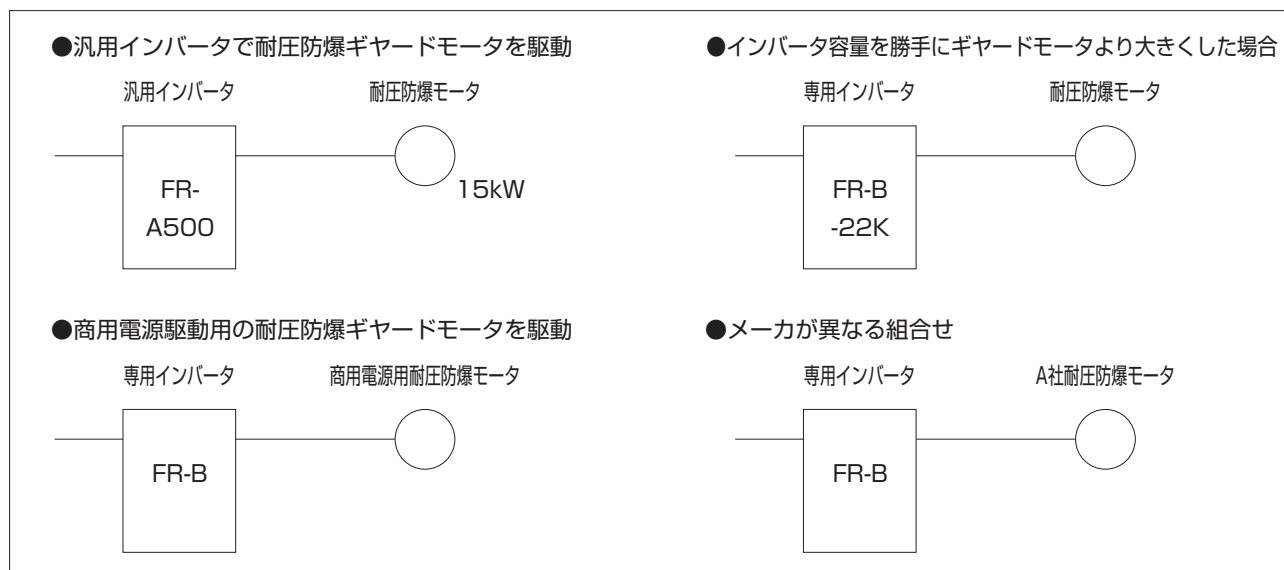 ●汎用インバータで耐圧防爆ギヤードモータを駆動
汎用インバータ
耐圧防爆モータ
FR-
A500
15kW
●インバータ容量を勝手にギヤードモータより大きくした場合
専用インバータ
耐圧防爆モータ
FR-B
-22K
●商用電源駆動用の耐圧防爆ギヤードモータを駆動
専用インバータ
商用電源用耐圧防爆モータ
FR-B
●メーカが異なる組合せ
専用インバータ
A社耐圧防爆モータ
FR-B